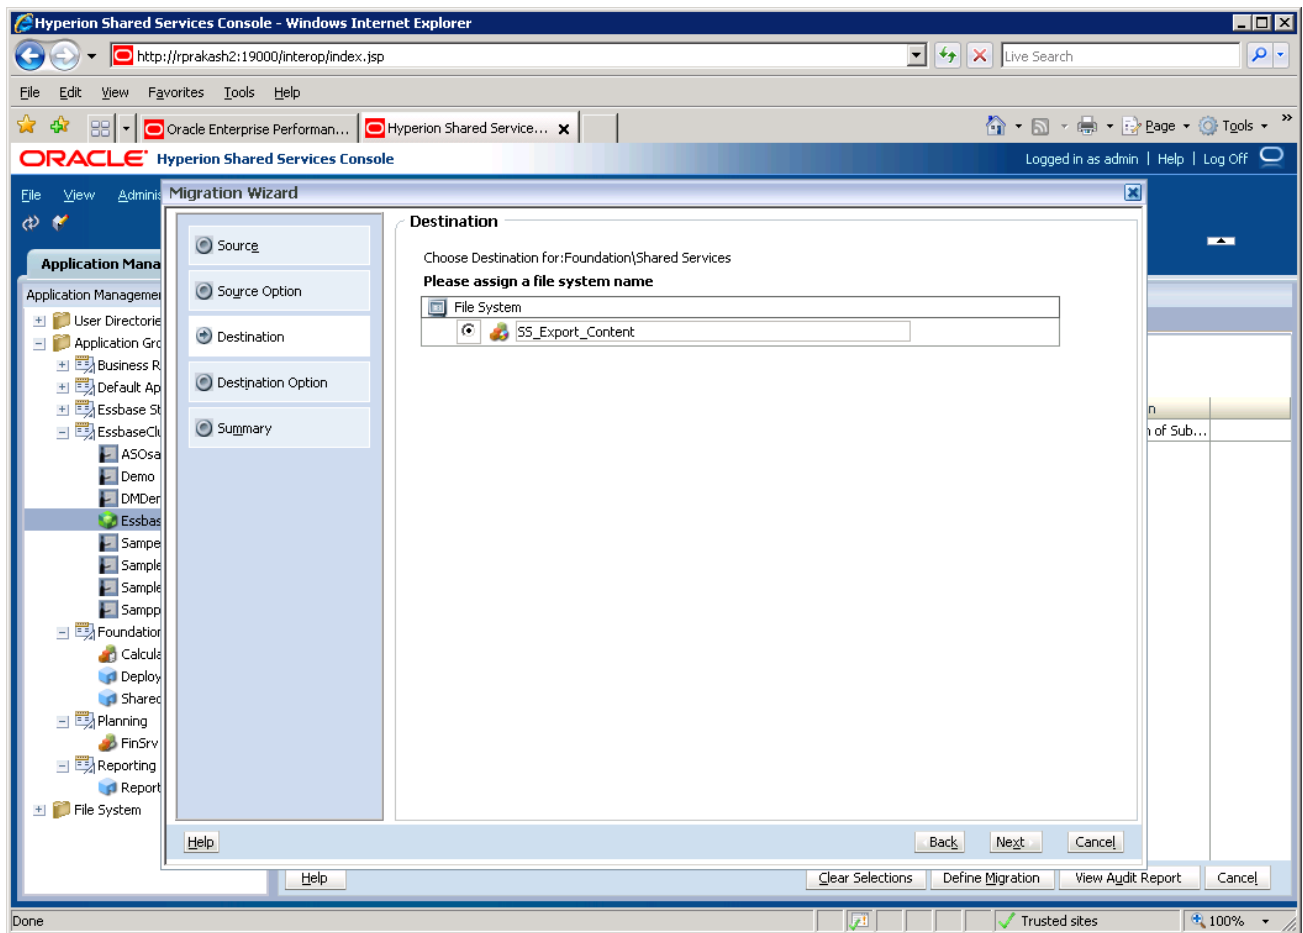 Hyperion Shared Services Console - Windows Internet Explorer
http://rprakash2:19000/interop/index.jsp
Live Search
File Edit View Favorites Tools Help
Oracle Enterprise Performan... Hyperion Shared Service... Page Tools »
ORACLE Hyperion Shared Services Console Logged in as admin | Help | Log Off
File View Adminis
Migration Wizard
Application Mana
Application Managemen
User Directorie
Application Gro
Business R
Default Ap
Essbase St
EssbaseClu
ASOsa
Demo
DMDer
Essbas
Sampe
Sample
Sample
Sampp
Foundation
Calcula
Deploy
Shared
Planning
FinSrv
Reporting
Report
File System
Source
Source Option
Destination
Destination Option
Summary
Destination
Choose Destination for:Foundation\Shared Services
Please assign a file system name
File System
SS_Export_Content
n
n of Sub...
Help Back Next Cancel
Help Clear Selections Define Migration View Audit Report Cancel
Done Trusted sites 100%